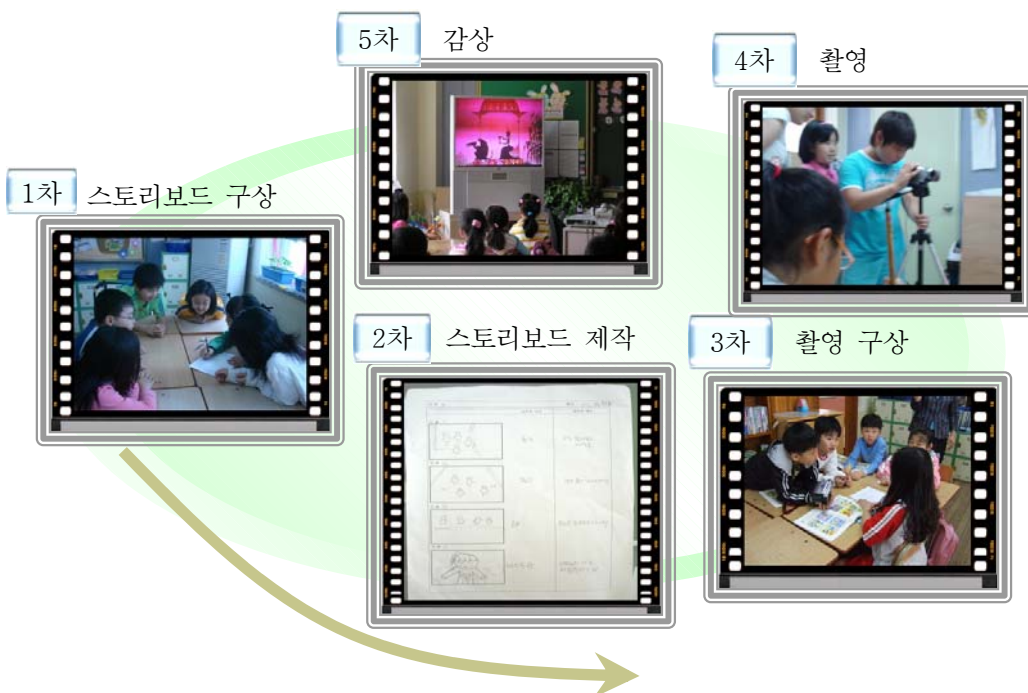 5차 감상
4차 촬영
1차 스토리보드 구상
2차 스토리보드 제작
3차 촬영 구상